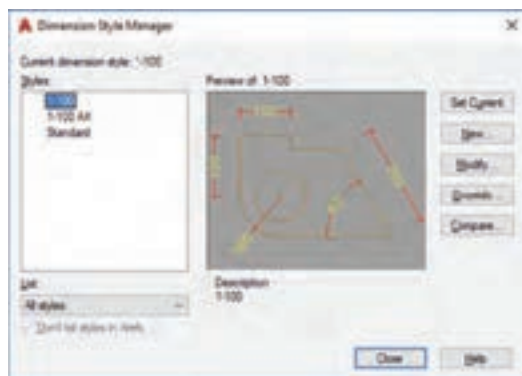 Dimension Style Manager
Current dimension style: 1-100
Styles:
Preview of: 1-100
1-100
1-100 Alt
Standard
Set Current
New...
Modify...
Override...
Compare...
List:
All styles
Don't list styles in Xrefs
Description
1-100
Close
Help